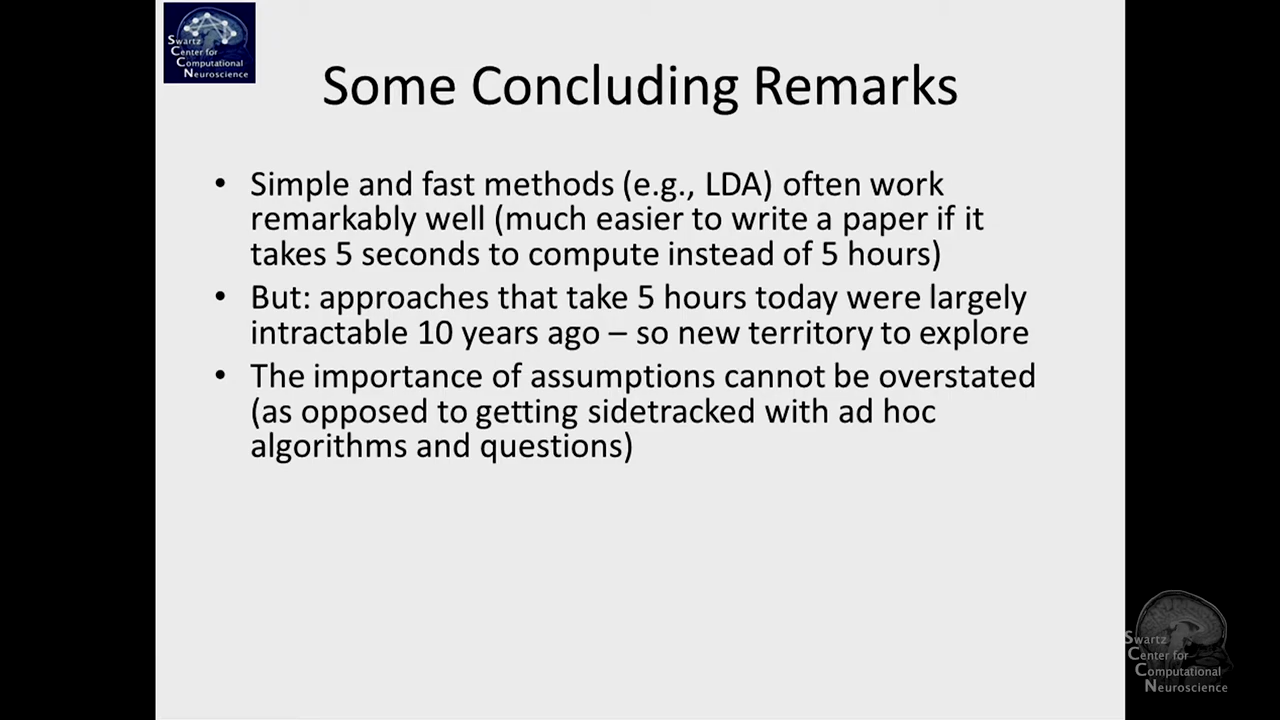 Swartz
Center for
Computational
Neuroscience
Some Concluding Remarks
• Simple and fast methods (e.g., LDA) often work
remarkably well (much easier to write a paper if it
takes 5 seconds to compute instead of 5 hours)
• But: approaches that take 5 hours today were largely
intractable 10 years ago – so new territory to explore
• The importance of assumptions cannot be overstated
(as opposed to getting sidetracked with ad hoc
algorithms and questions)
Swartz
Center for
Computational
Neuroscience